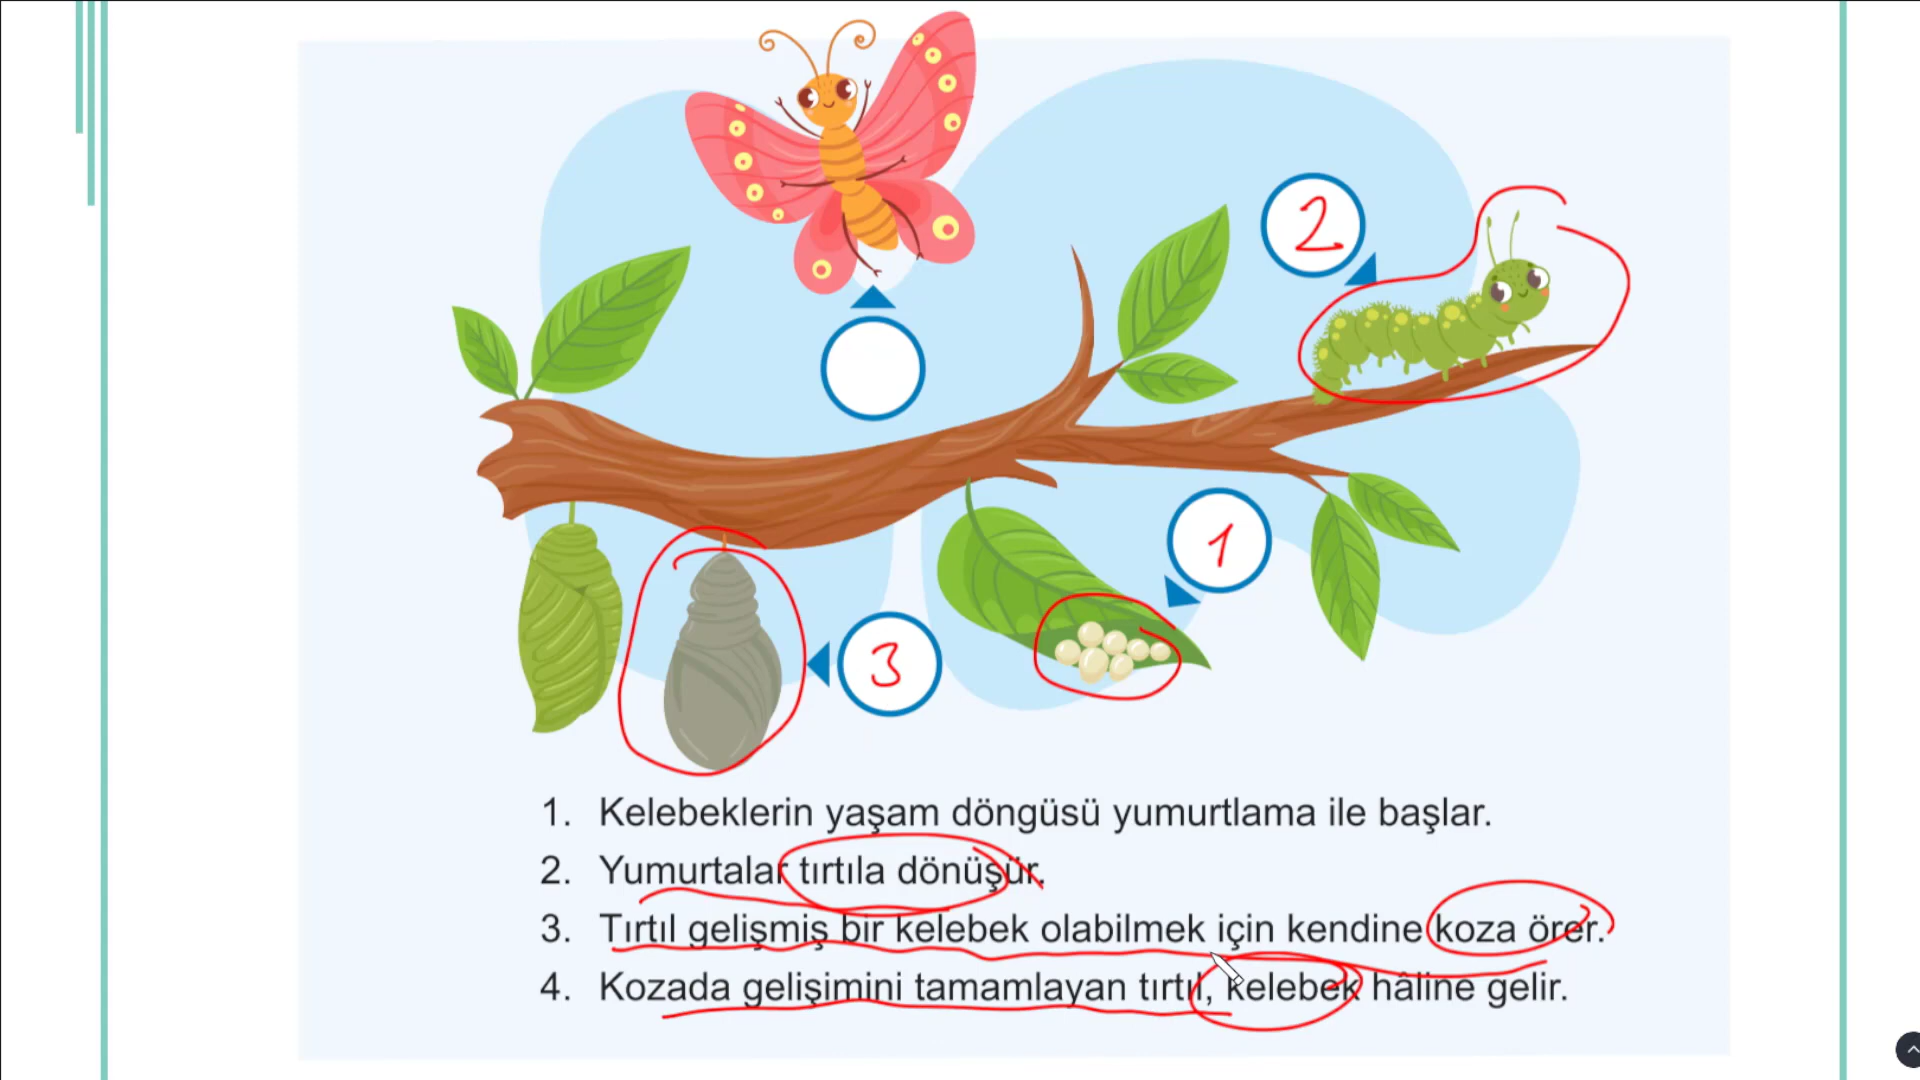 2
1
3
1. Kelebeklerin yaşam döngüsü yumurtlama ile başlar.
2. Yumurtalar tırtıla dönüşür.
3. Tırtıl gelişmiş bir kelebek olabilmek için kendine koza örer.
4. Kozada gelişimini tamamlayan tırtıl, kelebek hâline gelir.